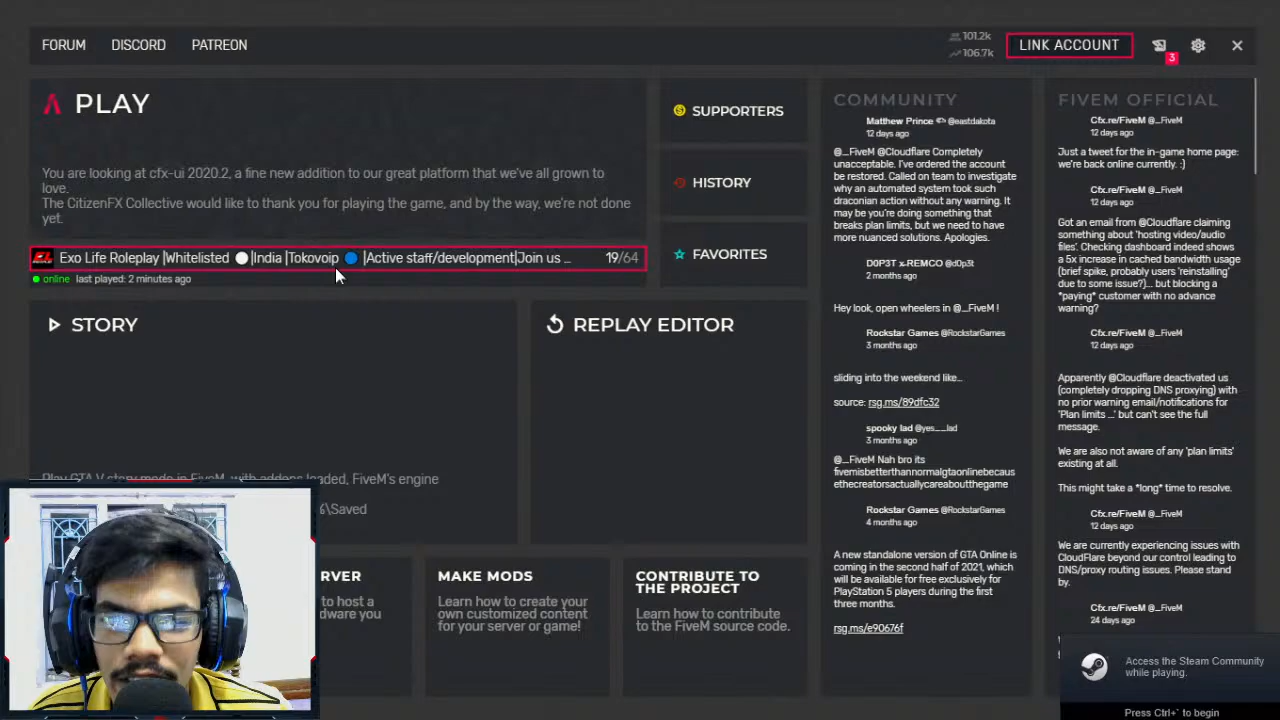 FORUM
DISCORD
PATREON
101.2k
106.7k
LINK ACCOUNT
3
PLAY
You are looking at cfx-ui 2020.2, a fine new addition to our great platform that we've all grown to
love.
The CitizenFX Collective would like to thank you for playing the game, and by the way, we're not done
yet.
Exo Life Roleplay |Whitelisted ⚪|India |Tokovoip 🔵 |Active staff/development|Join us ...
19/64
online last played: 2 minutes ago
SUPPORTERS
HISTORY
FAVORITES
STORY
Play GTA V story mode in FiveM, with addons loaded, FiveM's engine
\Saved
REPLAY EDITOR
RVER
to host a
dware you
MAKE MODS
Learn how to create your
own customized content
for your server or game!
CONTRIBUTE TO
THE PROJECT
Learn how to contribute
to the FiveM source code.
COMMUNITY
Matthew Prince @eastdakota
12 days ago
@_FiveM @Cloudflare Completely
unacceptable. I've ordered the account
be restored. Called on team to investigate
why an automated system took such
draconian action without any warning. It
may be you're doing something that
breaks plan limits, but we need to
have more nuanced solutions. Apologies.
D0P3T x-REMCO @d0p3t
2 months ago
Hey look, open wheelers in @_FiveM !
Rockstar Games @RockstarGames
3 months ago
sliding into the weekend like...
source: rsg.ms/89dfc32
spooky lad @yes__lad
3 months ago
@_FiveM Nah bro its
fivemisbetterthannormalgtaonlinebecaus
ethecreatorsactuallycareaboutthegame
Rockstar Games @RockstarGames
4 months ago
A new standalone version of GTA Online is
coming in the second half of 2021, which
will be available for free exclusively for
PlayStation 5 players during the first
three months.
rsg.ms/e90676f
FIVEM OFFICIAL
Cfx.re/FiveM @_FiveM
12 days ago
Just a tweet for the in-game home page:
we're back online currently. :)
Cfx.re/FiveM @_FiveM
12 days ago
Got an email from @Cloudflare claiming
something about 'hosting video/audio
files'. Checking dashboard indeed shows
a 5x increase in cached bandwidth usage
(brief spike, probably users 'reinstalling'
due to some issue?)... but blocking a
*paying* customer with no advance
warning?
Cfx.re/FiveM @_FiveM
12 days ago
Apparently @Cloudflare deactivated us
(completely dropping DNS proxying) with
no prior warning email/notifications for
'Plan limits ...' but can't see the full
message.
We are also not aware of any 'plan limits'
existing at all.
This might take a *long* time to resolve.
Cfx.re/FiveM @_FiveM
12 days ago
We are currently experiencing issues with
CloudFlare beyond our control leading to
DNS/proxy routing issues. Please stand
by.
Cfx.re/FiveM @_FiveM
24 days ago
Access the Steam Community
while playing.
Press Ctrl+` to begin